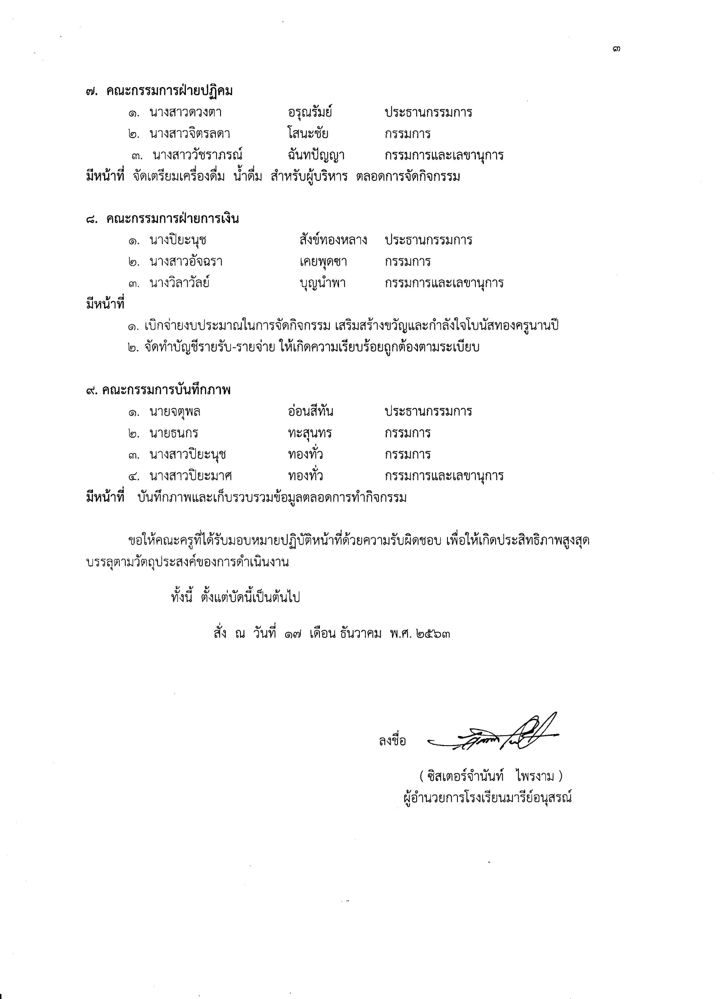 ๓
๗. คณะกรรมการฝ่ายปฏิคม
๑. นางสาวดวงตา อรุณรัมย์ ประธานกรรมการ
๒. นางสาวจิตรลดา โสนะชัย กรรมการ
๓. นางสาววัชราภรณ์ ฉันทปัญญา กรรมการและเลขานุการ
มีหน้าที่ จัดเตรียมเครื่องดื่ม น้ำดื่ม สำหรับผู้บริหาร ตลอดการจัดกิจกรรม
๘. คณะกรรมการฝ่ายการเงิน
๑. นางปิยะนุช สังข์ทองหลาง ประธานกรรมการ
๒. นางสาวอัจฉรา เคยพุดซา กรรมการ
๓. นางวิลาวัลย์ บุญนำพา กรรมการและเลขานุการ
มีหน้าที่
๑. เบิกจ่ายงบประมาณในการจัดกิจกรรม เสริมสร้างขวัญและกำลังใจโบนัสทองครูนานปี
๒. จัดทำบัญชีรายรับ-รายจ่าย ให้เกิดความเรียบร้อยถูกต้องตามระเบียบ
๙. คณะกรรมการบันทึกภาพ
๑. นายจตุพล อ่อนสีทัน ประธานกรรมการ
๒. นายธนกร ทะสุนทร กรรมการ
๓. นางสาวปิยะนุช ทองทั่ว กรรมการ
๔. นางสาวปิยะมาศ ทองทั่ว กรรมการและเลขานุการ
มีหน้าที่ บันทึกภาพและเก็บรวบรวมข้อมูลตลอดการทำกิจกรรม
ขอให้คณะครูที่ได้รับมอบหมายปฏิบัติหน้าที่ด้วยความรับผิดชอบ เพื่อให้เกิดประสิทธิภาพสูงสุด
บรรลุตามวัตถุประสงค์ของการดำเนินงาน
ทั้งนี้ ตั้งแต่บัดนี้เป็นต้นไป
สั่ง ณ วันที่ ๑๗ เดือน ธันวาคม พ.ศ. ๒๕๖๓
ลงชื่อ
( ซิสเตอร์จำนันท์ ไพรงาม )
ผู้อำนวยการโรงเรียนมารีย์อนุสรณ์